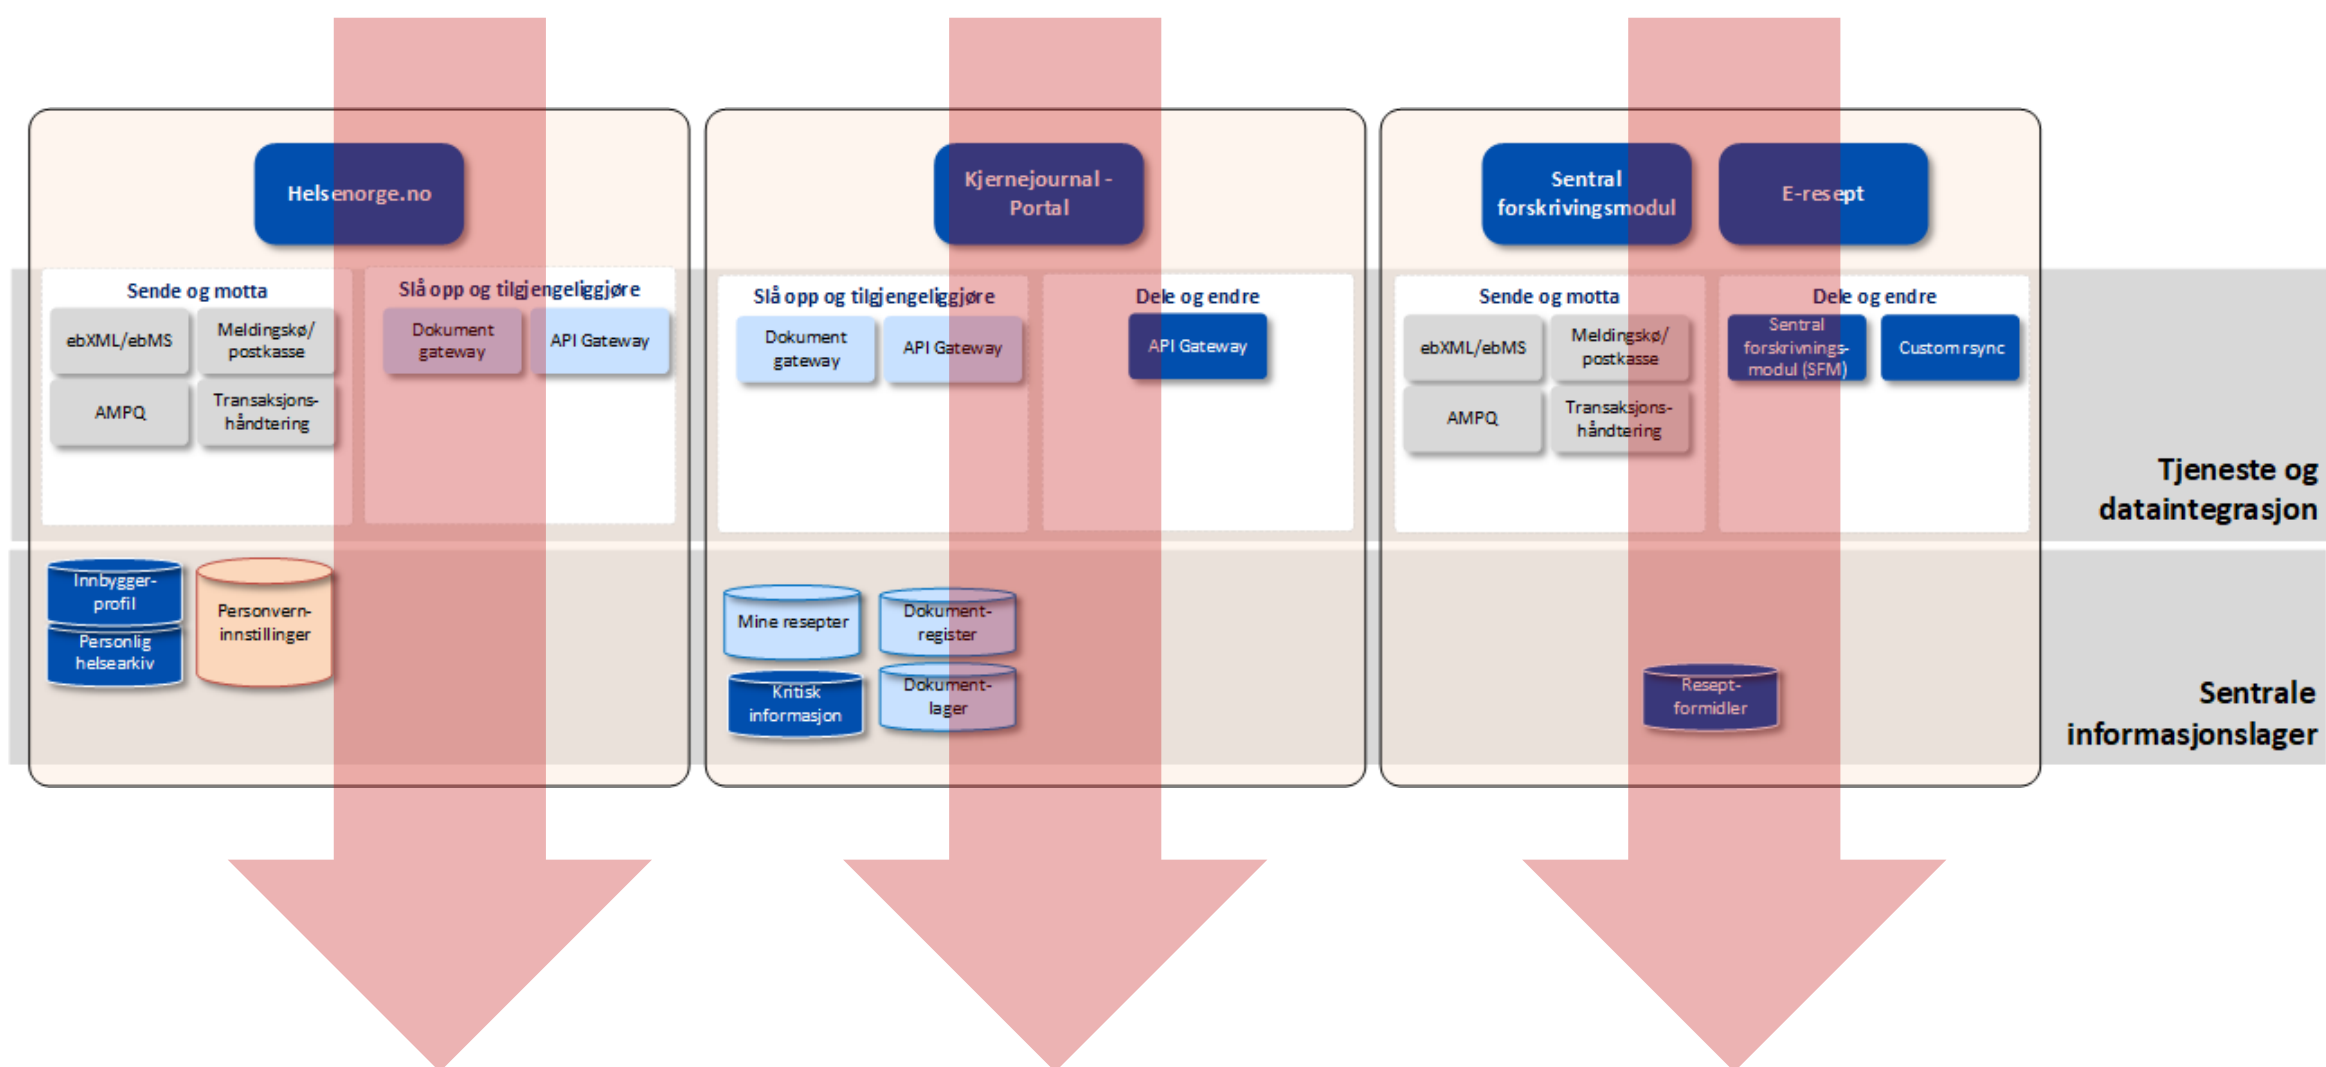 Helsenorge.no
Sende og motta
ebXML/ebMS
Meldingskø/
postkasse
AMPQ
Transaksjons-
håndtering
Slå opp og tilgjengeliggjøre
Dokument
gateway
API Gateway
Innbygger-
profil
Personlig
helsearkiv
Personvern-
innstillinger
Kjernejournal -
Portal
Slå opp og tilgjengeliggjøre
Dokument
gateway
API Gateway
Dele og endre
API Gateway
Mine resepter
Dokument-
register
Kritisk
informasjon
Dokument-
lager
Sentral
forskrivingsmodul
E-resept
Sende og motta
ebXML/ebMS
Meldingskø/
postkasse
AMPQ
Transaksjons-
håndtering
Dele og endre
Sentral
forskrivnings-
modul (SFM)
Custom rsync
Resept-
formidler
Tjeneste og
dataintegrasjon
Sentrale
informasjonslager